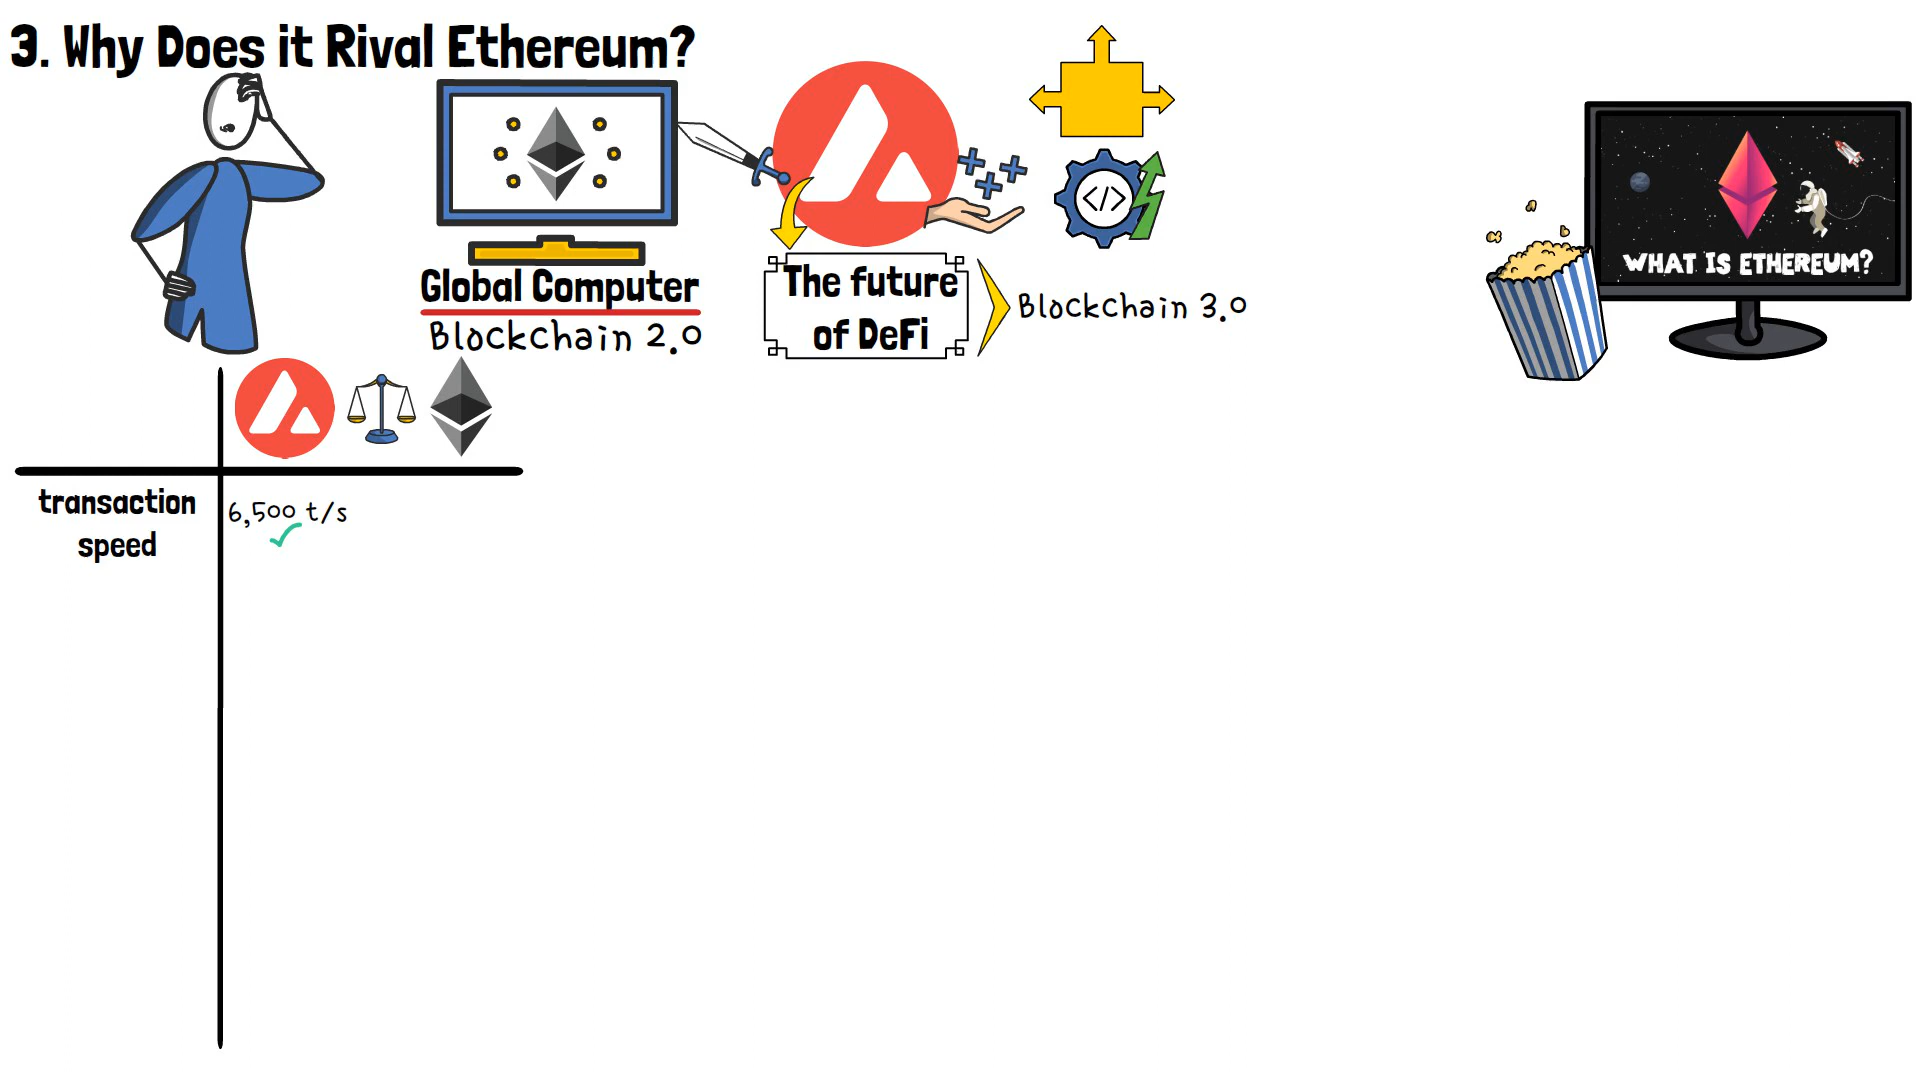 3. Why Does it Rival Ethereum?
Global Computer
Blockchain 2.0
The future
of DeFi
Blockchain 3.0
</>
WHAT IS ETHEREUM?
transaction
speed
6,500 t/s